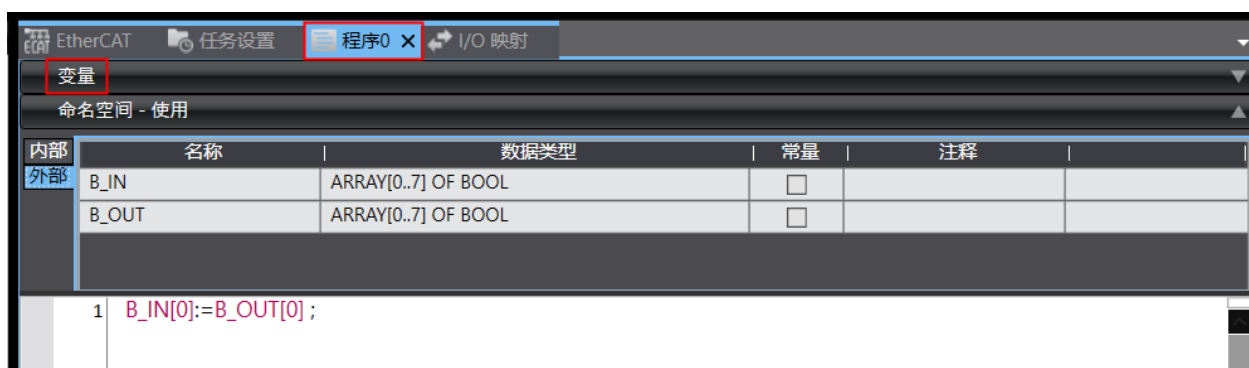 EtherCAT 任务设置 程序0 I/O 映射
变量
命名空间 - 使用
内部 名称 数据类型 常量 注释
外部 B_IN ARRAY[0..7] OF BOOL
B_OUT ARRAY[0..7] OF BOOL
1 B_IN[0]:=B_OUT[0] ;